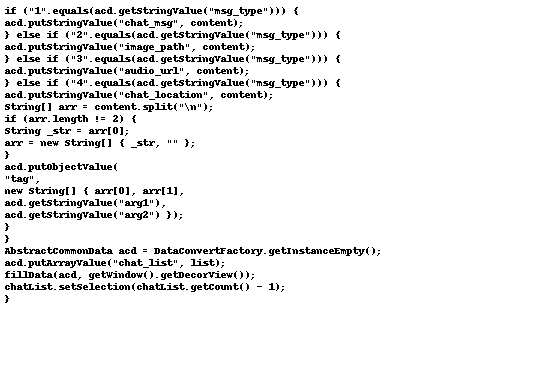 if ("1".equals(acd.getStringValue("msg_type"))) {
acd.putStringValue("chat_msg", content);
} else if ("2".equals(acd.getStringValue("msg_type"))) {
acd.putStringValue("image_path", content);
} else if ("3".equals(acd.getStringValue("msg_type"))) {
acd.putStringValue("audio_url", content);
} else if ("4".equals(acd.getStringValue("msg_type"))) {
acd.putStringValue("chat_location", content);
String[] arr = content.split("\n");
if (arr.length != 2) {
String _str = arr[0];
arr = new String[] { _str, "" };
}
acd.putObjectValue(
"tag",
new String[] { arr[0], arr[1],
acd.getStringValue("arg1"),
acd.getStringValue("arg2") });
}
}
AbstractCommonData acd = DataConvertFactory.getInstanceEmpty();
acd.putArrayValue("chat_list", list);
fillData(acd, getWindow().getDecorView());
chatList.setSelection(chatList.getCount() - 1);
}